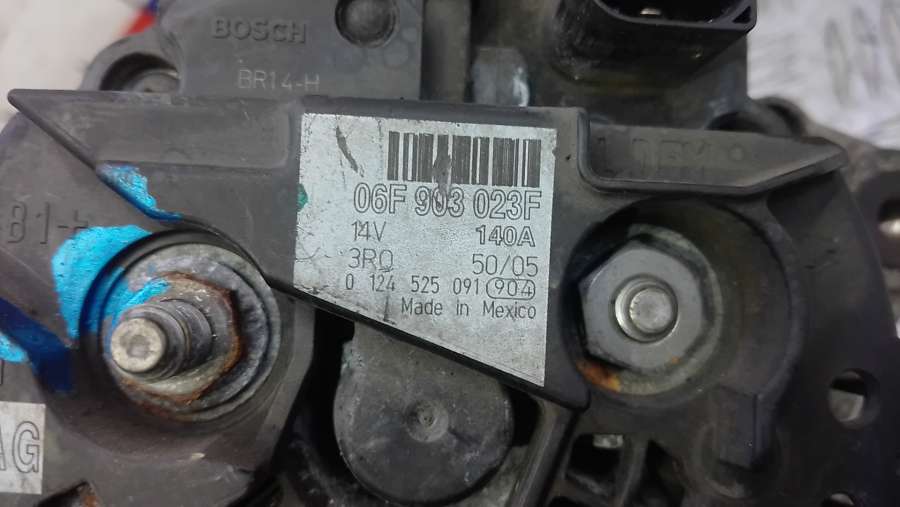 BOSCH
BR14-H
06F 903 023F
14V 140A
3RQ 50/05
0 124 525 091 904
Made in Mexico
B1+
AG